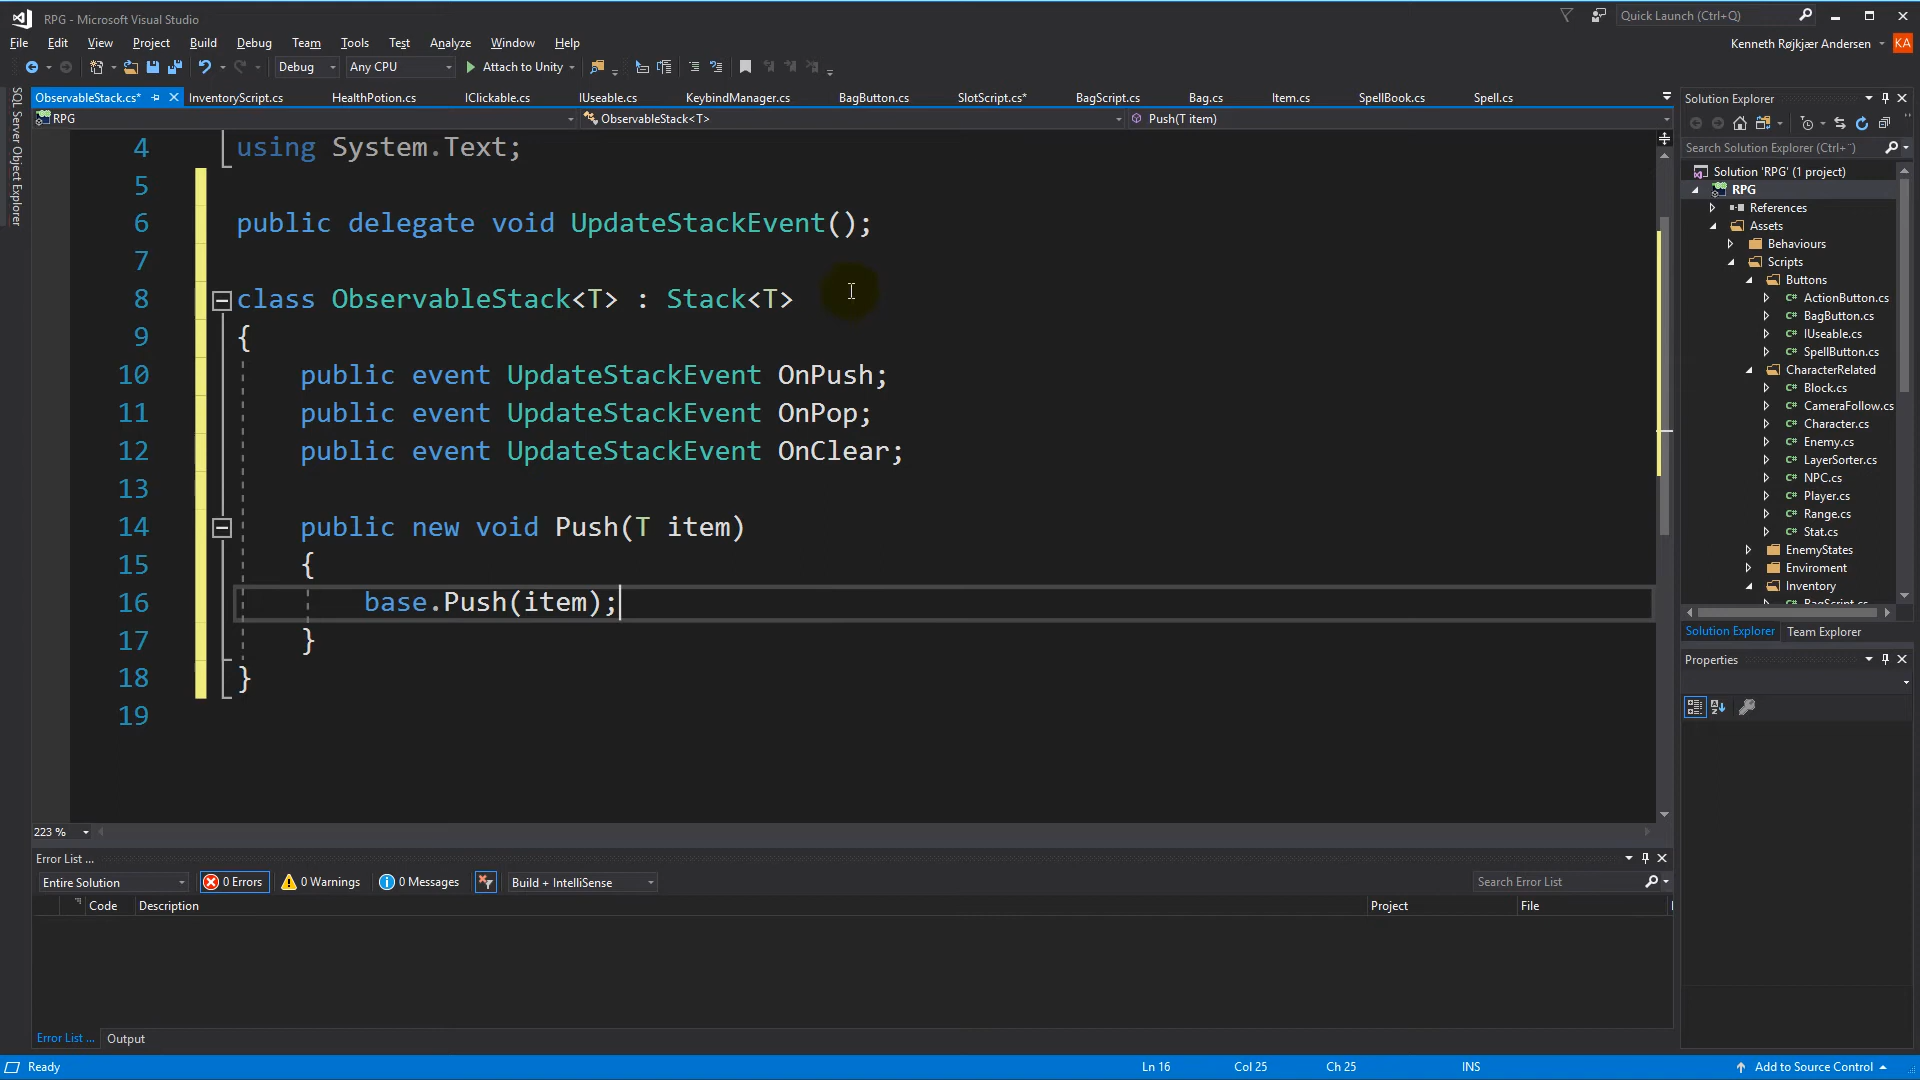 RPG - Microsoft Visual Studio
Quick Launch (Ctrl+Q)
File Edit View Project Build Debug Team Tools Test Analyze Window Help
Kenneth Røjkjær Andersen KA
Debug Any CPU Attach to Unity
SQL Server Object Explorer
ObservableStack.cs* InventoryScript.cs HealthPotion.cs IClickable.cs IUseable.cs KeybindManager.cs BagButton.cs SlotScript.cs* BagScript.cs Bag.cs Item.cs SpellBook.cs Spell.cs
RPG ObservableStack<T> Push(T item)
4 using System.Text;
5
6 public delegate void UpdateStackEvent();
7
8 class ObservableStack<T> : Stack<T>
9 {
10 public event UpdateStackEvent OnPush;
11 public event UpdateStackEvent OnPop;
12 public event UpdateStackEvent OnClear;
13
14 public new void Push(T item)
15 {
16 base.Push(item);
17 }
18 }
19
223 %
Error List ...
Entire Solution 0 Errors 0 Warnings 0 Messages Build + IntelliSense Search Error List
Code Description Project File
Error List ... Output
Solution Explorer
Search Solution Explorer (Ctrl+¨)
Solution 'RPG' (1 project)
RPG
References
Assets
Behaviours
Scripts
Buttons
C# ActionButton.cs
C# BagButton.cs
C# IUseable.cs
C# SpellButton.cs
CharacterRelated
C# Block.cs
C# CameraFollow.cs
C# Character.cs
C# Enemy.cs
C# LayerSorter.cs
C# NPC.cs
C# Player.cs
C# Range.cs
C# Stat.cs
EnemyStates
Enviroment
Inventory
C# BagScript.cs
Solution Explorer Team Explorer
Properties
Ready Ln 16 Col 25 Ch 25 INS Add to Source Control